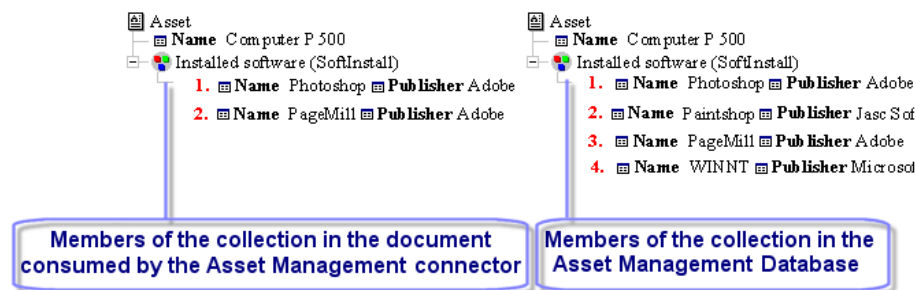 Asset
Name Computer P 500
Installed software (SoftInstall)
1. Name Photoshop Publisher Adobe
2. Name PageMill Publisher Adobe
Members of the collection in the document
consumed by the Asset Management connector
Asset
Name Computer P 500
Installed software (SoftInstall)
1. Name Photoshop Publisher Adobe
2. Name Paintshop Publisher Jasc Sof
3. Name PageMill Publisher Adobe
4. Name WINNT Publisher Microsof
Members of the collection in the
Asset Management Database